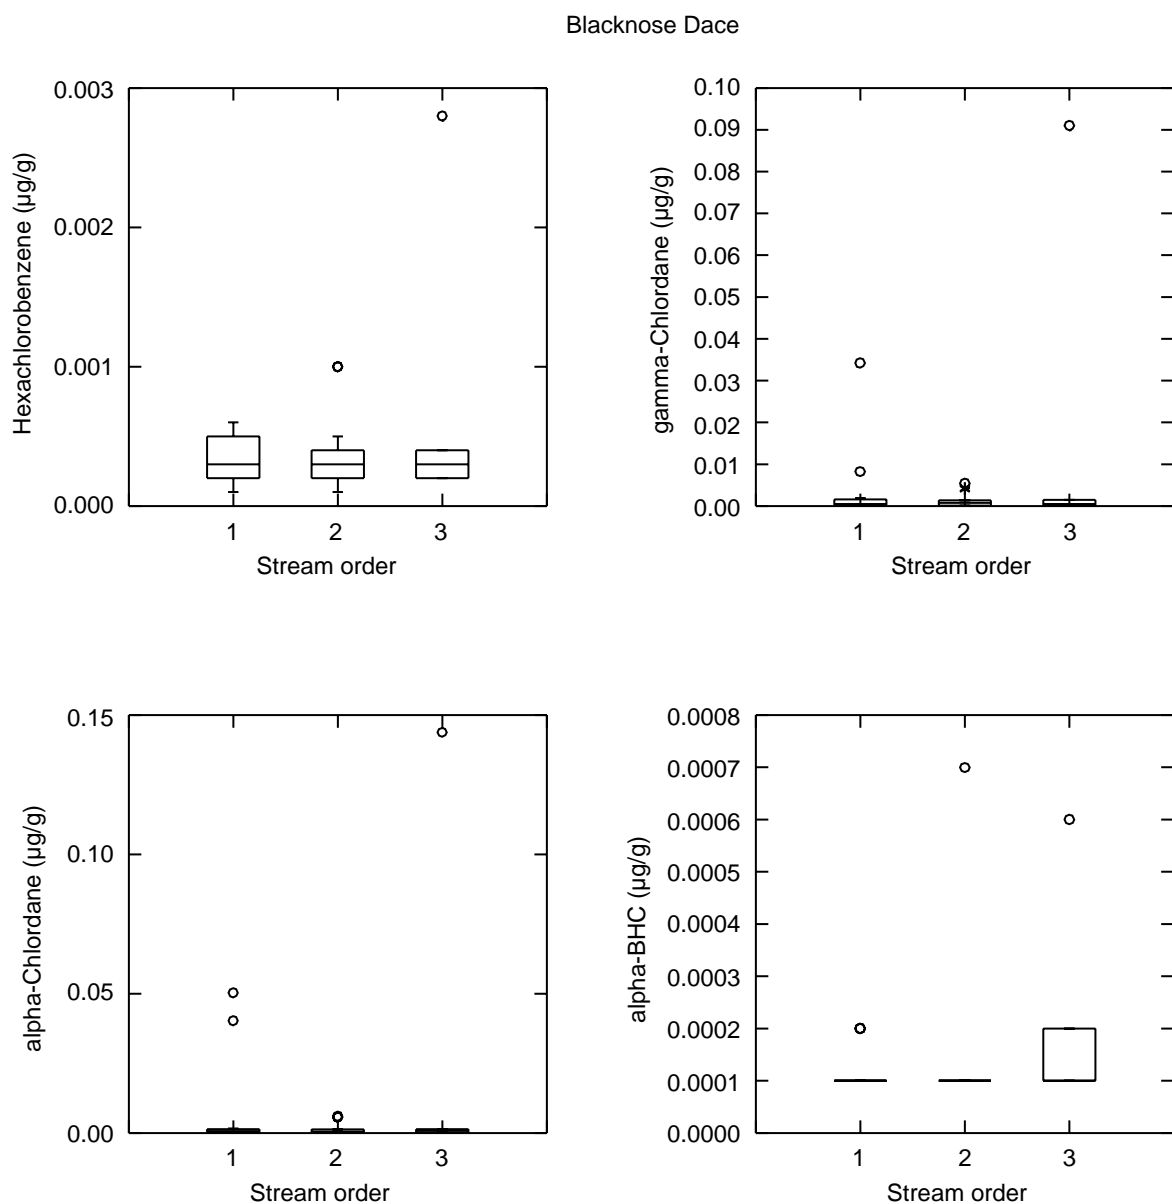 Blacknose Dace
Hexachlorobenzene (µg/g)
0.003
0.002
0.001
0.000
1 2 3
Stream order
gamma-Chlordane (µg/g)
0.10
0.09
0.08
0.07
0.06
0.05
0.04
0.03
0.02
0.01
0.00
1 2 3
Stream order
alpha-Chlordane (µg/g)
0.15
0.10
0.05
0.00
1 2 3
Stream order
alpha-BHC (µg/g)
0.0008
0.0007
0.0006
0.0005
0.0004
0.0003
0.0002
0.0001
0.0000
1 2 3
Stream order